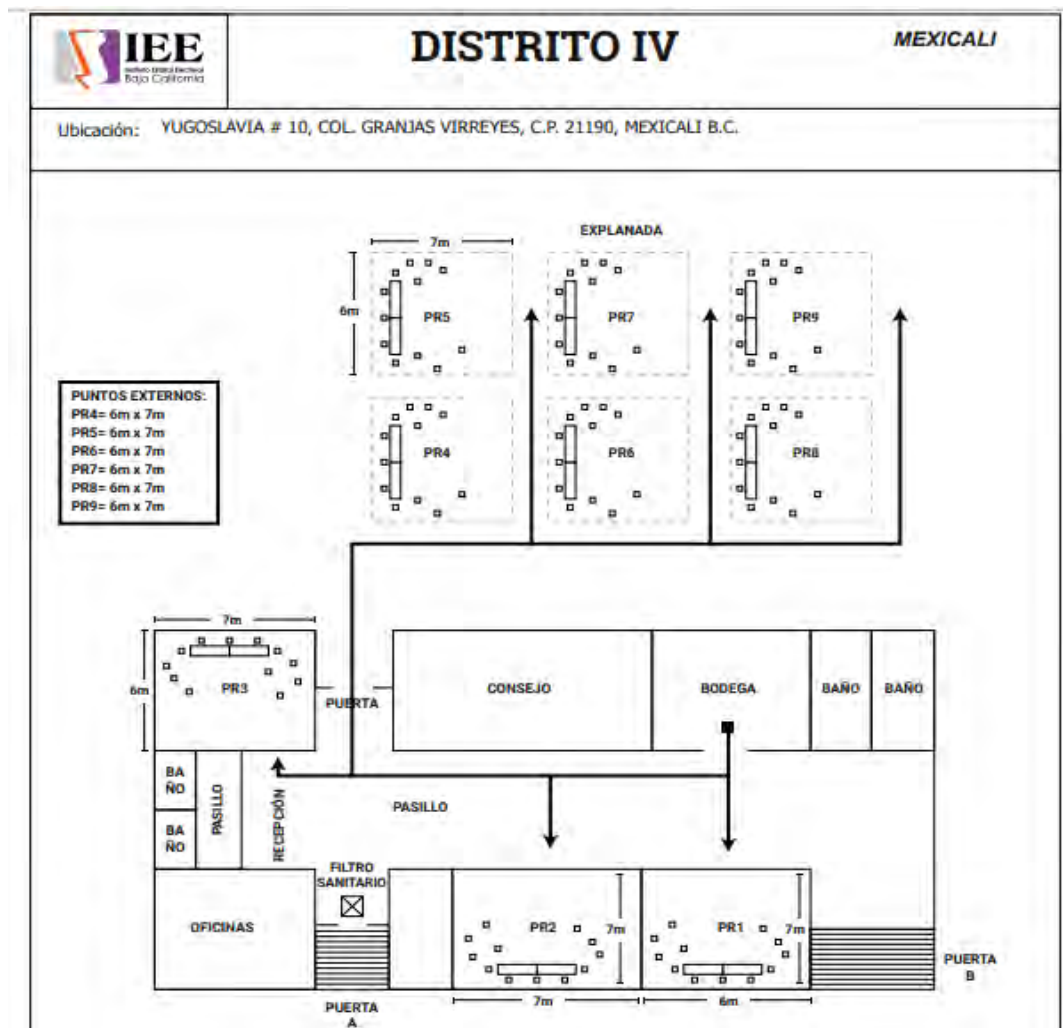 IEE
Instituto Estatal Electoral
Baja California
DISTRITO IV
MEXICALI
Ubicación: YUGOSLAVIA # 10, COL. GRANJAS VIRREYES, C.P. 21190, MEXICALI B.C.
EXPLANADA
7m
6m
PR5
PR7
PR9
PUNTOS EXTERNOS:
PR4= 6m x 7m
PR5= 6m x 7m
PR6= 6m x 7m
PR7= 6m x 7m
PR8= 6m x 7m
PR9= 6m x 7m
PR4
PR6
PR8
7m
6m
PR3
PUERTA
CONSEJO
BODEGA
BAÑO
BAÑO
BA
ÑO
BA
ÑO
PASILLO
RECEPCIÓN
PASILLO
FILTRO
SANITARIO
OFICINAS
PR2
7m
PR1
7m
PUERTA
A
7m
6m
PUERTA
B